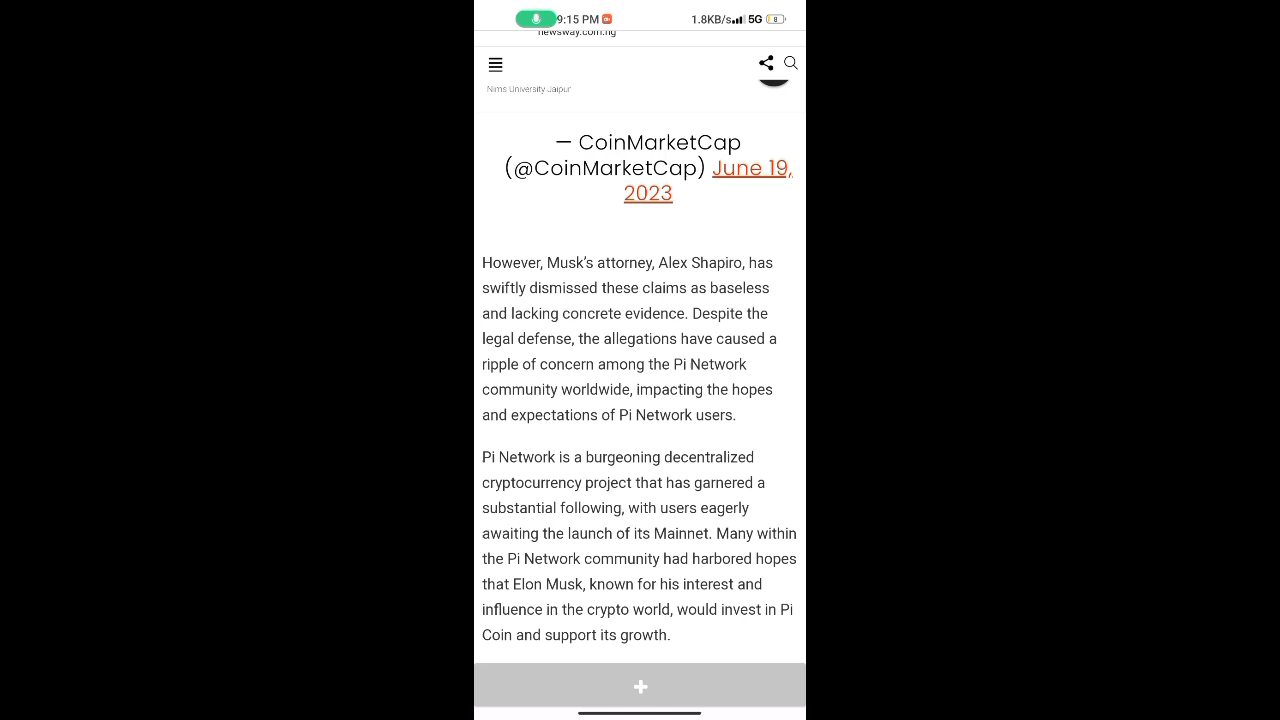 9:15 PM
1.8KB/s 5G 8
newsway.com.ng
Nims University Jaipur
— CoinMarketCap
(@CoinMarketCap) June 19,
2023
However, Musk’s attorney, Alex Shapiro, has
swiftly dismissed these claims as baseless
and lacking concrete evidence. Despite the
legal defense, the allegations have caused a
ripple of concern among the Pi Network
community worldwide, impacting the hopes
and expectations of Pi Network users.
Pi Network is a burgeoning decentralized
cryptocurrency project that has garnered a
substantial following, with users eagerly
awaiting the launch of its Mainnet. Many within
the Pi Network community had harbored hopes
that Elon Musk, known for his interest and
influence in the crypto world, would invest in Pi
Coin and support its growth.